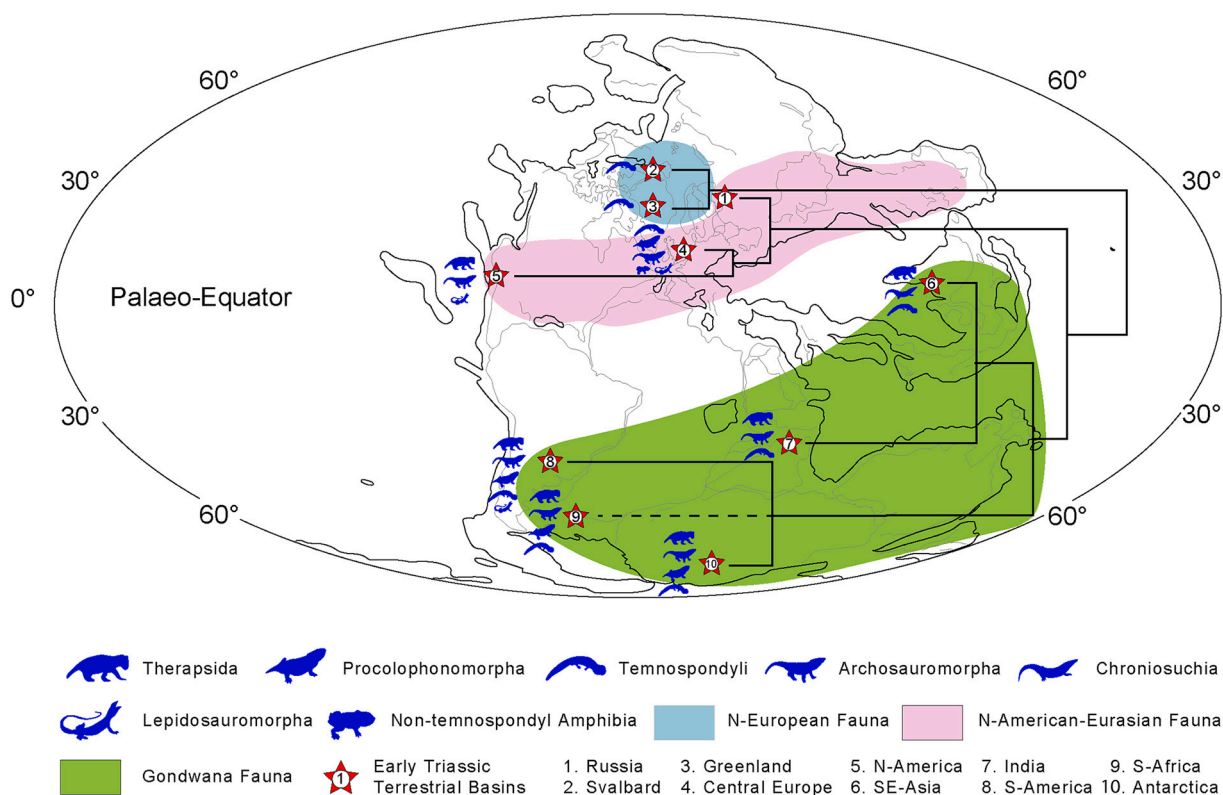 60° 60°
30° 30°
0° Palaeo-Equator 0°
30° 30°
60° 60°
2
1
3
4
5
6
7
8
9
10
Therapsida Procolophonomorpha Temnospondyli Archosauromorpha Chroniosuchia
Lepidosauromorpha Non-temnospondyl Amphibia N-European Fauna N-American-Eurasian Fauna
Gondwana Fauna 1 Early Triassic Terrestrial Basins
1. Russia 3. Greenland 5. N-America 7. India 9. S-Africa
2. Svalbard 4. Central Europe 6. SE-Asia 8. S-America 10. Antarctica